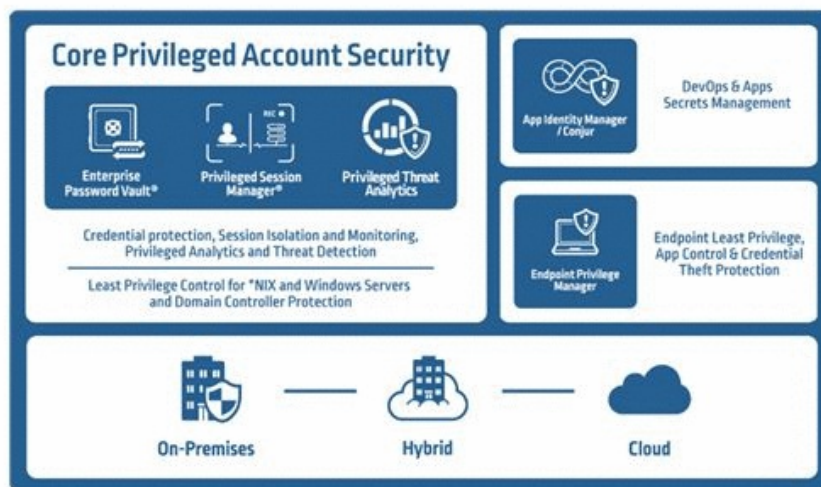 Core Privileged Account Security
REC
Enterprise
Password Vault®
Privileged Session
Manager®
Privileged Threat
Analytics
Credential protection, Session Isolation and Monitoring,
Privileged Analytics and Threat Detection
Least Privilege Control for *NIX and Windows Servers
and Domain Controller Protection
App Identity Manager
/ Conjur
DevOps & Apps
Secrets Management
Endpoint Privilege
Manager
Endpoint Least Privilege,
App Control & Credential
Theft Protection
On-Premises
Hybrid
Cloud